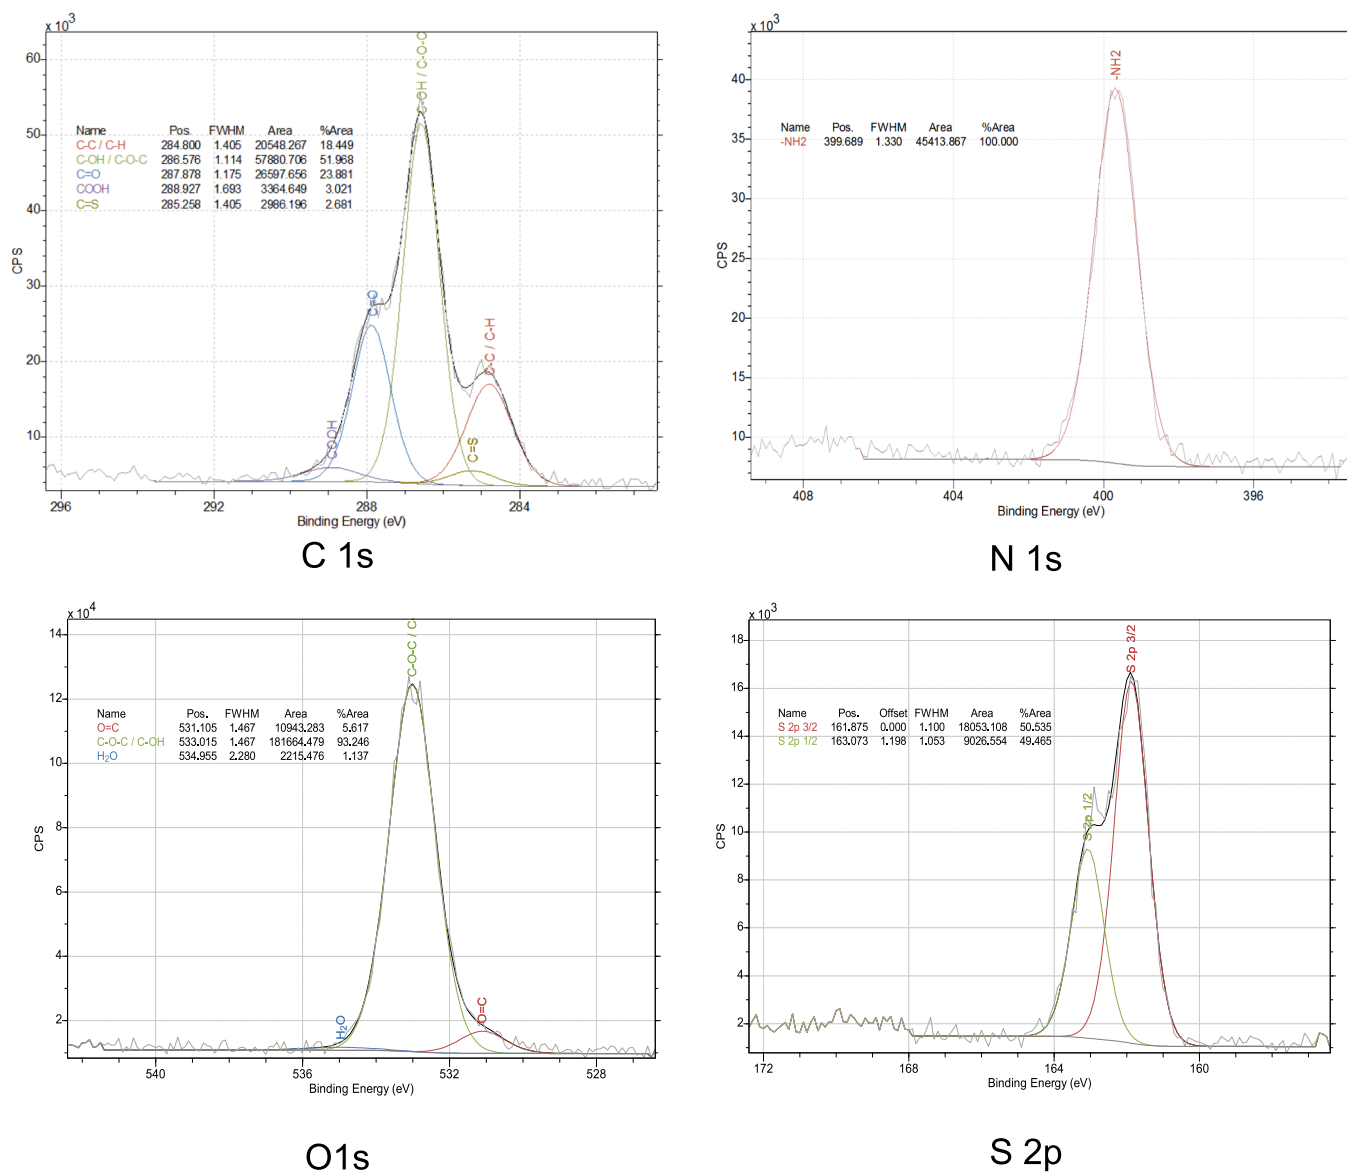 x 10³
60
50
40
30
20
10
CPS
Name Pos. FWHM Area %Area
C-C / C-H 284.800 1.405 20548.267 18.449
C-OH / C-O-C 286.576 1.114 57880.706 51.968
C=O 287.878 1.175 26597.656 23.881
COOH 288.927 1.693 3364.649 3.021
C=S 285.258 1.405 2986.196 2.681
C-OH / C-O-C
C=O
C-C / C-H
COOH
C=S
296 292 288 284
Binding Energy (eV)
C 1s
x 10³
40
35
30
25
20
15
10
CPS
Name Pos. FWHM Area %Area
-NH2 399.689 1.330 45413.867 100.000
-NH2
408 404 400 396
Binding Energy (eV)
N 1s
x 10⁴
14
12
10
8
6
4
2
CPS
Name Pos. FWHM Area %Area
O=C 531.105 1.467 10943.283 5.617
C-O-C / C-OH 533.015 1.467 181664.479 93.246
H₂O 534.955 2.280 2215.476 1.137
C-O-C / C-
H₂O
O=C
540 536 532 528
Binding Energy (eV)
O1s
x 10³
18
16
14
12
10
8
6
4
2
CPS
Name Pos. Offset FWHM Area %Area
S 2p 3/2 161.875 0.000 1.100 18053.108 50.535
S 2p 1/2 163.073 1.198 1.053 9026.554 49.465
S 2p 3/2
S 2p 1/2
172 168 164 160
Binding Energy (eV)
S 2p